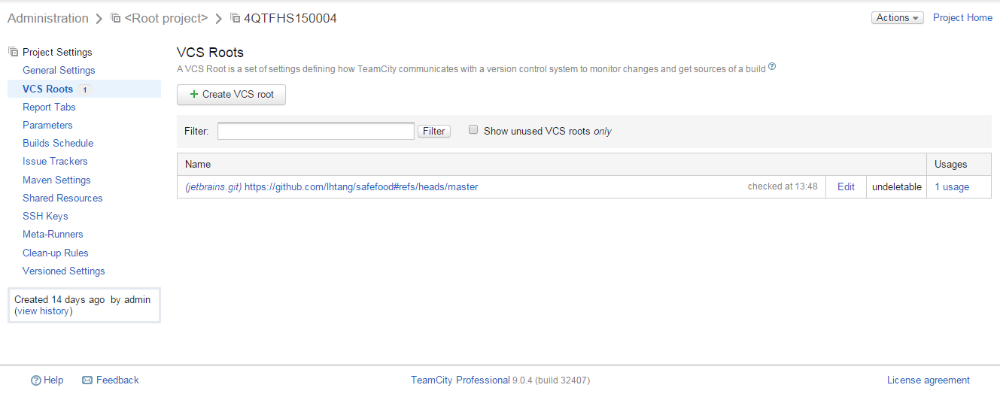 Administration > <Root project> > 4QTFHS150004
Actions Project Home
Project Settings
General Settings
VCS Roots 1
Report Tabs
Parameters
Builds Schedule
Issue Trackers
Maven Settings
Shared Resources
SSH Keys
Meta-Runners
Clean-up Rules
Versioned Settings
Created 14 days ago by admin
(view history)
VCS Roots
A VCS Root is a set of settings defining how TeamCity communicates with a version control system to monitor changes and get sources of a build ?
+ Create VCS root
Filter: Filter Show unused VCS roots only
Name Usages
(jetbrains.git) https://github.com/lhtang/safefood#refs/heads/master checked at 13:48 Edit undeletable 1 usage
? Help Feedback TeamCity Professional 9.0.4 (build 32407) License agreement